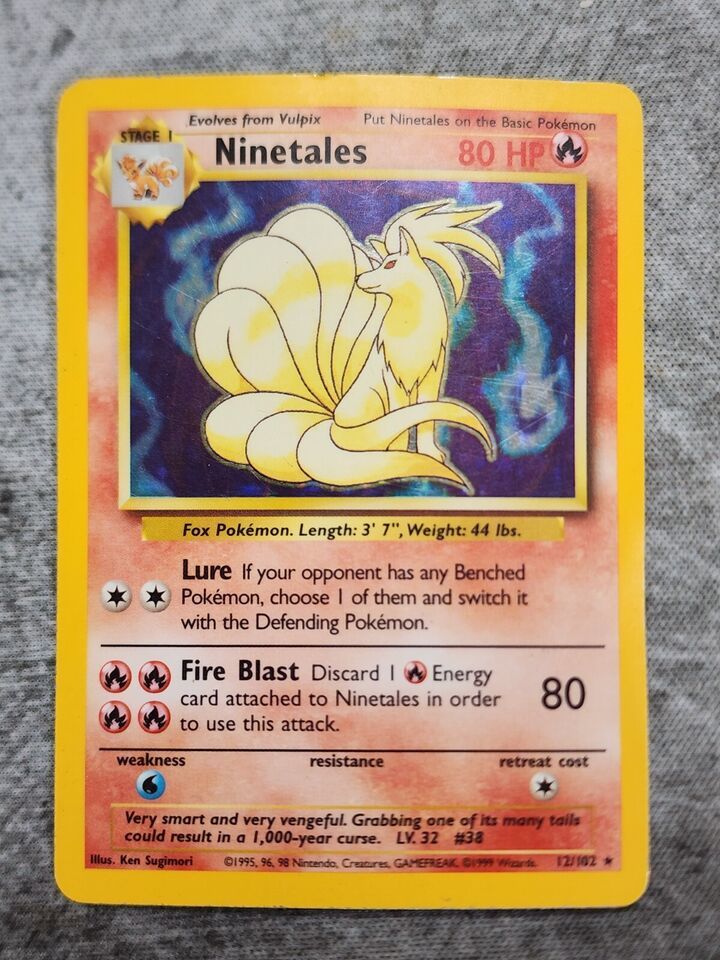 Evolves from Vulpix Put Ninetales on the Basic Pokémon
STAGE 1
Ninetales 80 HP
Fox Pokémon. Length: 3' 7", Weight: 44 lbs.
Lure If your opponent has any Benched
Pokémon, choose 1 of them and switch it
with the Defending Pokémon.
Fire Blast Discard 1 Energy
card attached to Ninetales in order
to use this attack.
80
weakness resistance retreat cost
Very smart and very vengeful. Grabbing one of its many tails
could result in a 1,000-year curse. LV. 32 #38
Illus. Ken Sugimori ©1995, 96, 98 Nintendo, Creatures, GAMEFREAK. ©1999 Wizards. 12/102 ★